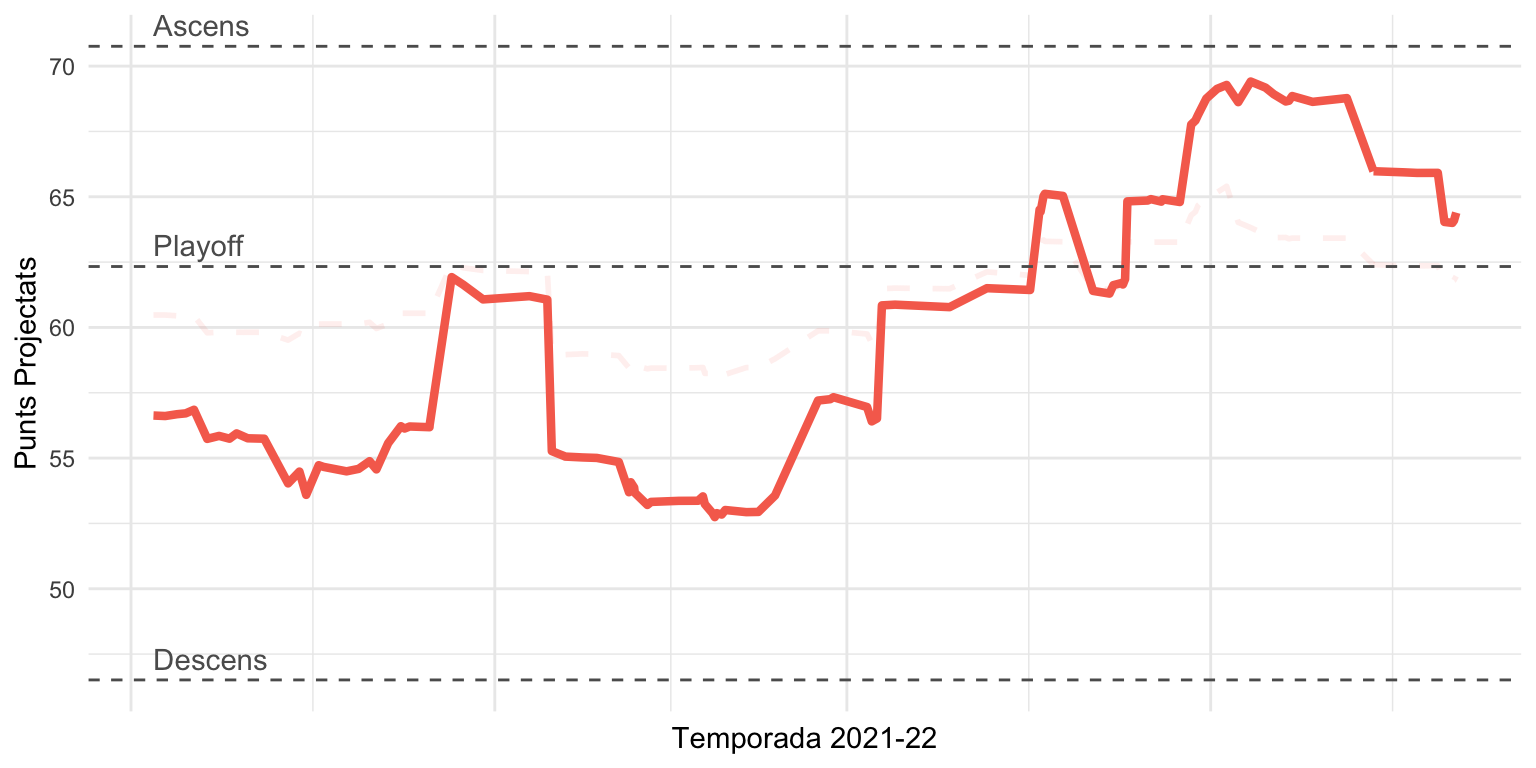 Ascens
70
65
Playoff
60
55
50
Descens
Punts Projectats
Temporada 2021-22